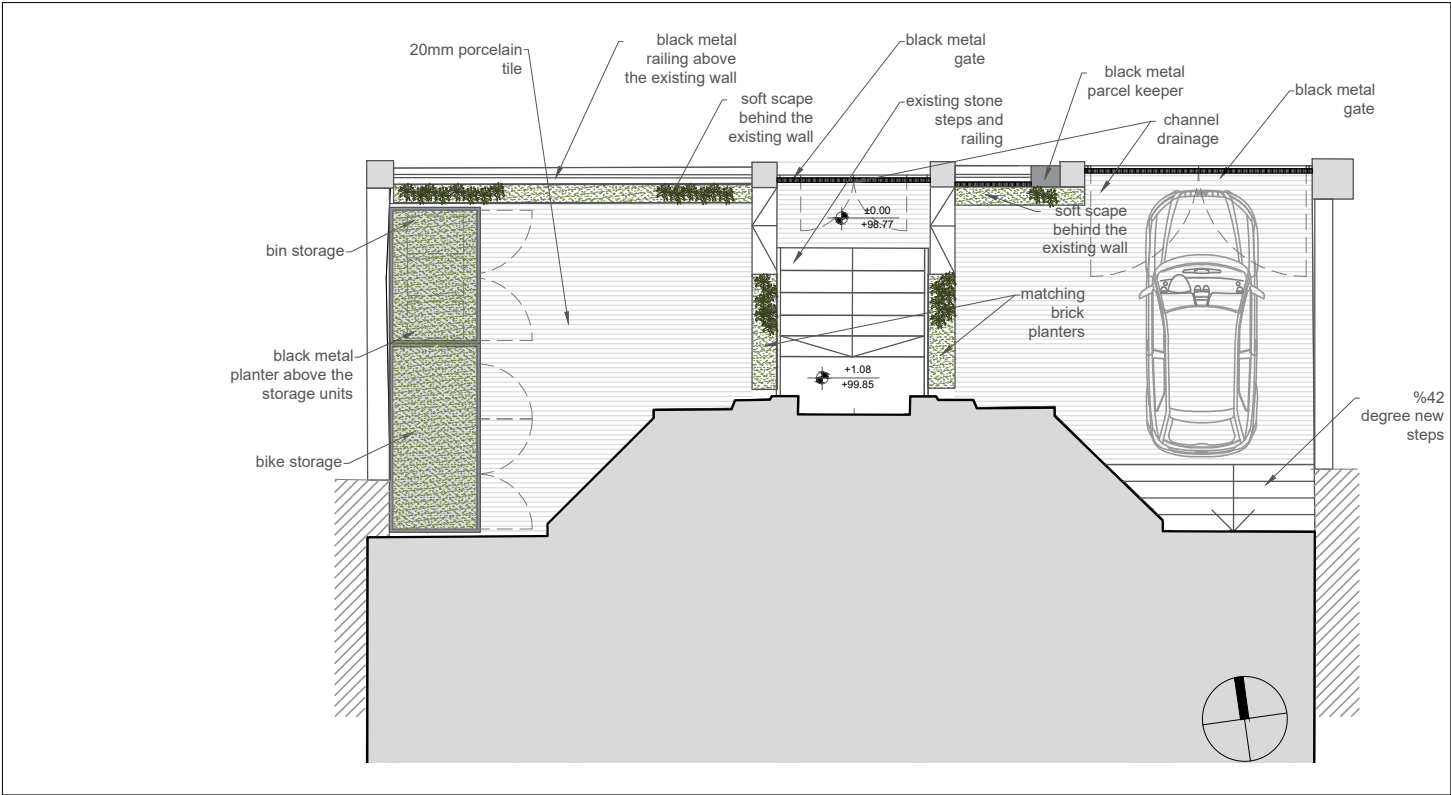 20mm porcelain
tile
black metal
railing above
the existing wall
soft scape
behind the
existing wall
black metal
gate
existing stone
steps and
railing
black metal
parcel keeper
channel
drainage
black metal
gate
bin storage
±0.00
+98.77
soft scape
behind the
existing wall
matching
brick
planters
black metal
planter above the
storage units
+1.08
+99.85
bike storage
%42
degree new
steps